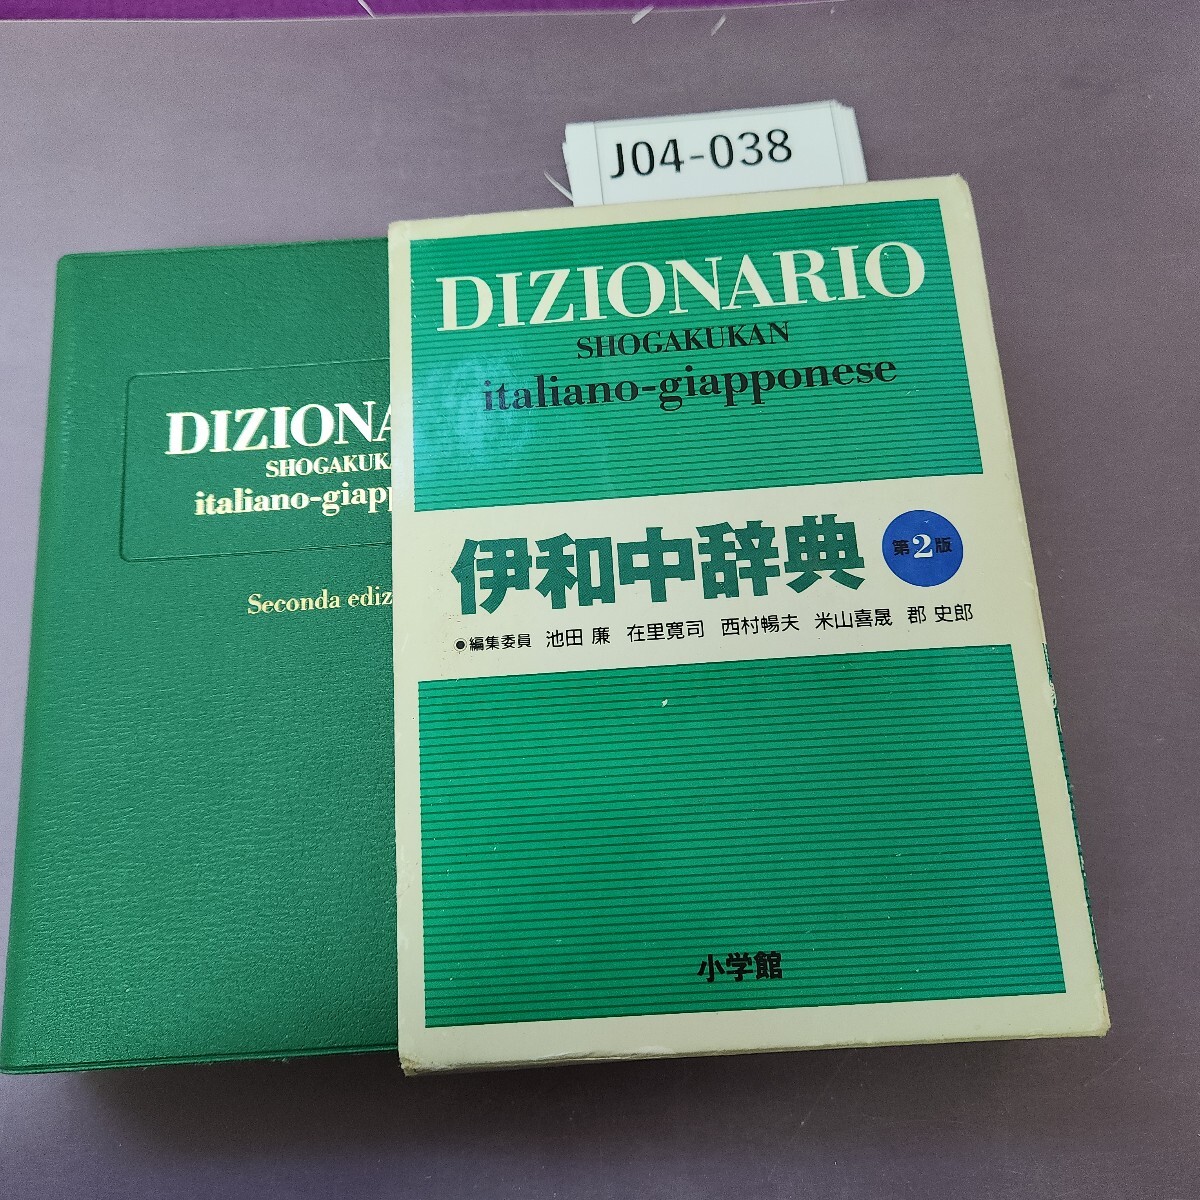 J04-038
DIZIONARIO
SHOGAKUKAN
italiano-giapponese
伊和中辞典
第2版
●編集委員 池田 廉 在里寛司 西村暢夫 米山喜晟 郡 史郎
小学館
DIZIONA
SHOGAKUK
italiano-giapp
Seconda ediz